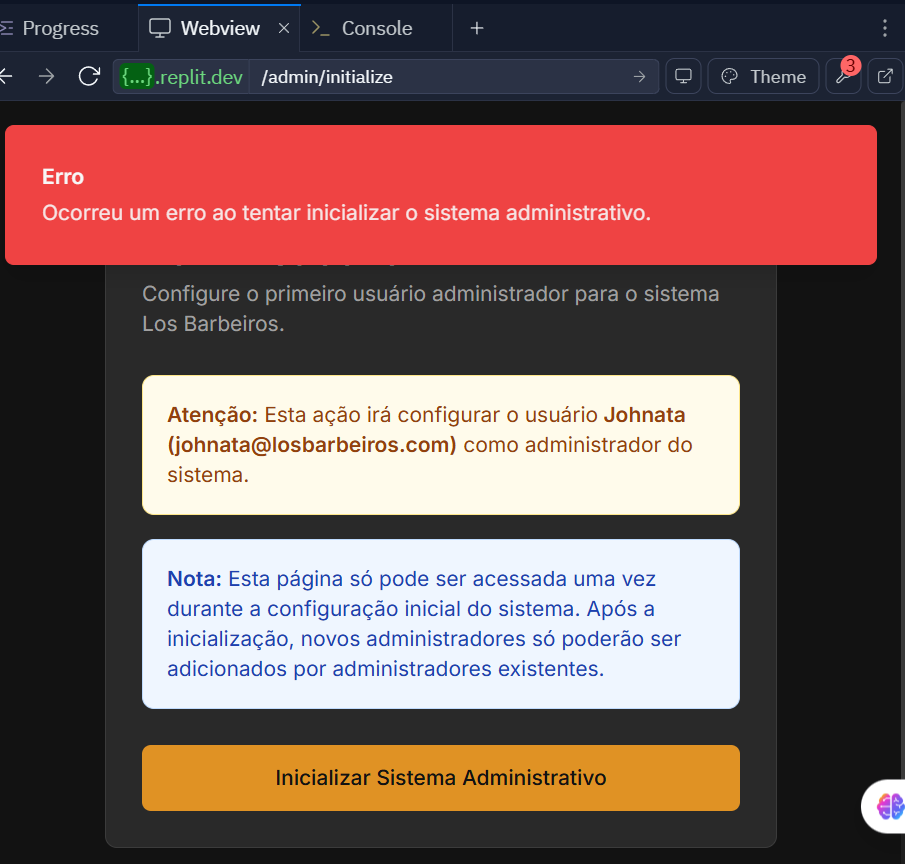 Progress
Webview
Console
{...}.replit.dev
/admin/initialize
Theme
3
Erro
Ocorreu um erro ao tentar inicializar o sistema administrativo.
Configure o primeiro usuário administrador para o sistema
Los Barbeiros.
Atenção: Esta ação irá configurar o usuário Johnata
(johnata@losbarbeiros.com) como administrador do
sistema.
Nota: Esta página só pode ser acessada uma vez
durante a configuração inicial do sistema. Após a
inicialização, novos administradores só poderão ser
adicionados por administradores existentes.
Inicializar Sistema Administrativo